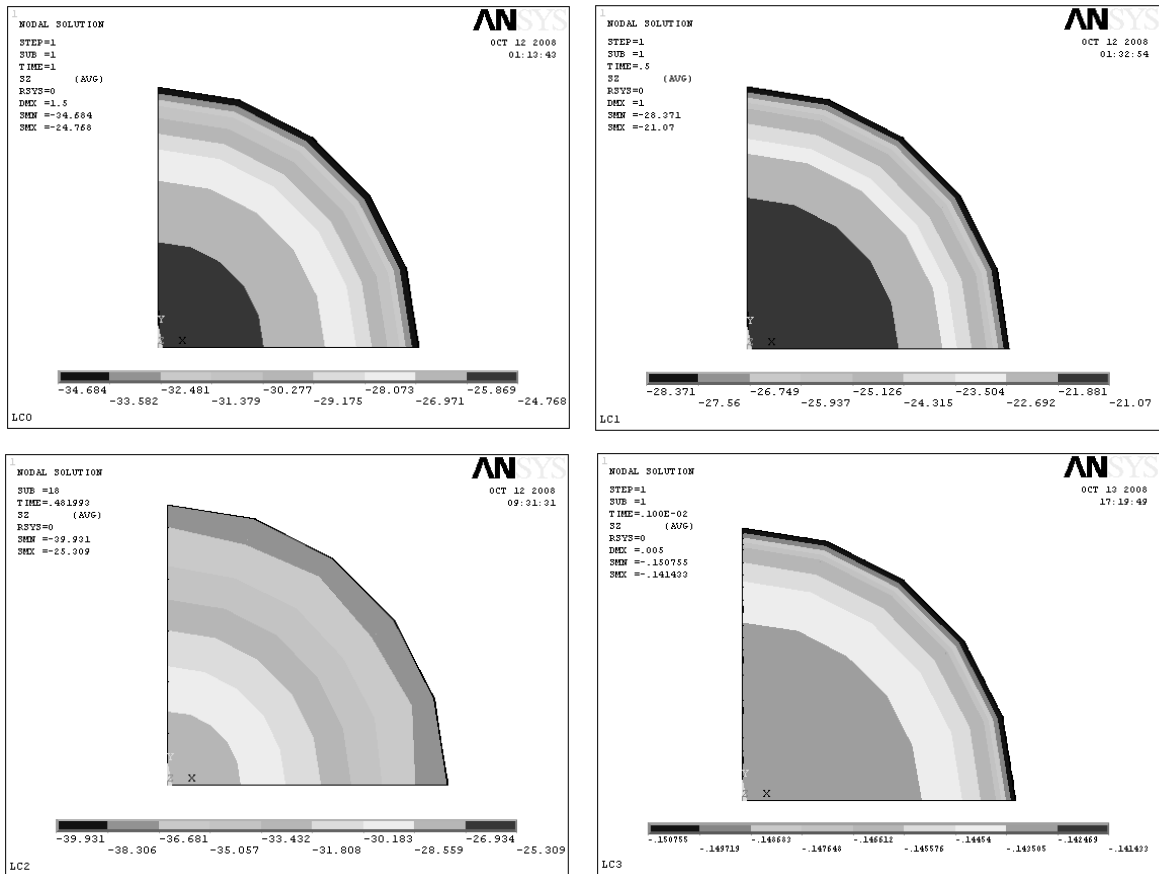 1
NODAL SOLUTION
STEP=1
SUB =1
TIME=1
SZ (AVG)
RSYS=0
DMX =1.5
SMN =-34.684
SMX =-24.768
ANSYS
OCT 12 2008
01:13:43
Y
Z X
-34.684 -32.481 -30.277 -28.073 -25.869
-33.582 -31.379 -29.175 -26.971 -24.768
LC0
1
NODAL SOLUTION
STEP=1
SUB =1
TIME=.5
SZ (AVG)
RSYS=0
DMX =1
SMN =-28.371
SMX =-21.07
ANSYS
OCT 12 2008
01:32:54
Y
Z X
-28.371 -26.749 -25.126 -23.504 -21.881
-27.56 -25.937 -24.315 -22.692 -21.07
LC1
1
NODAL SOLUTION
SUB =18
TIME=.481993
SZ (AVG)
RSYS=0
SMN =-39.931
SMX =-25.309
ANSYS
OCT 12 2008
09:31:31
Y
Z X
-39.931 -36.681 -33.432 -30.183 -26.934
-38.306 -35.057 -31.808 -28.559 -25.309
LC2
1
NODAL SOLUTION
STEP=1
SUB =1
TIME=.100E-02
SZ (AVG)
RSYS=0
DMX =.005
SMN =-.150755
SMX =-.141433
ANSYS
OCT 13 2008
17:19:49
Y
Z X
-.150755 -.148683 -.146612 -.14454 -.142469
-.149719 -.147648 -.145576 -.143505 -.141433
LC3